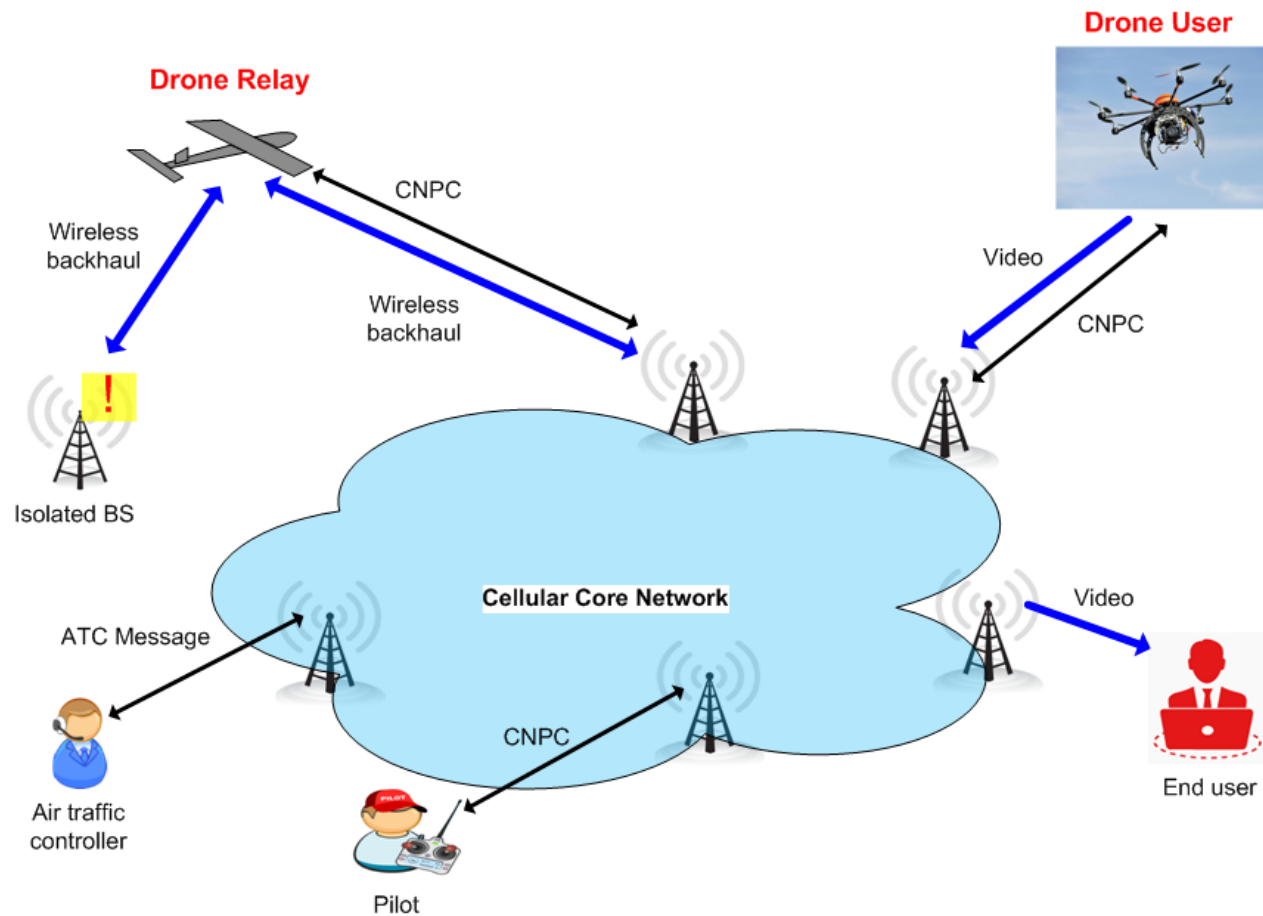 Drone User
Drone Relay
CNPC
Wireless
backhaul
Video
Wireless
backhaul
CNPC
!
Isolated BS
Cellular Core Network
Video
ATC Message
CNPC
PILOT
End user
Air traffic
controller
Pilot